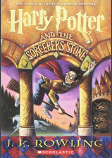 Harry Potter
AND THE
SORCERER'S STONE
J. K. ROWLING
SCHOLASTIC